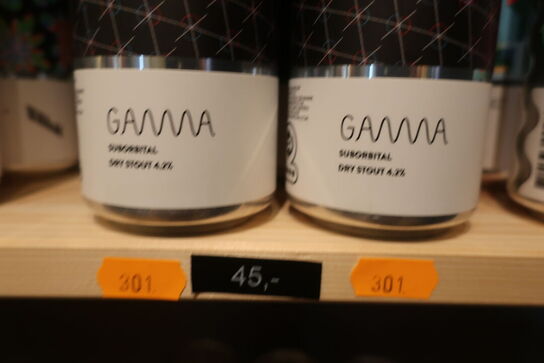 GAMMA
SUBORBITAL
DRY STOUT 4.2%
GAMMA
SUBORBITAL
DRY STOUT 4.2%
301.
45,-
301.